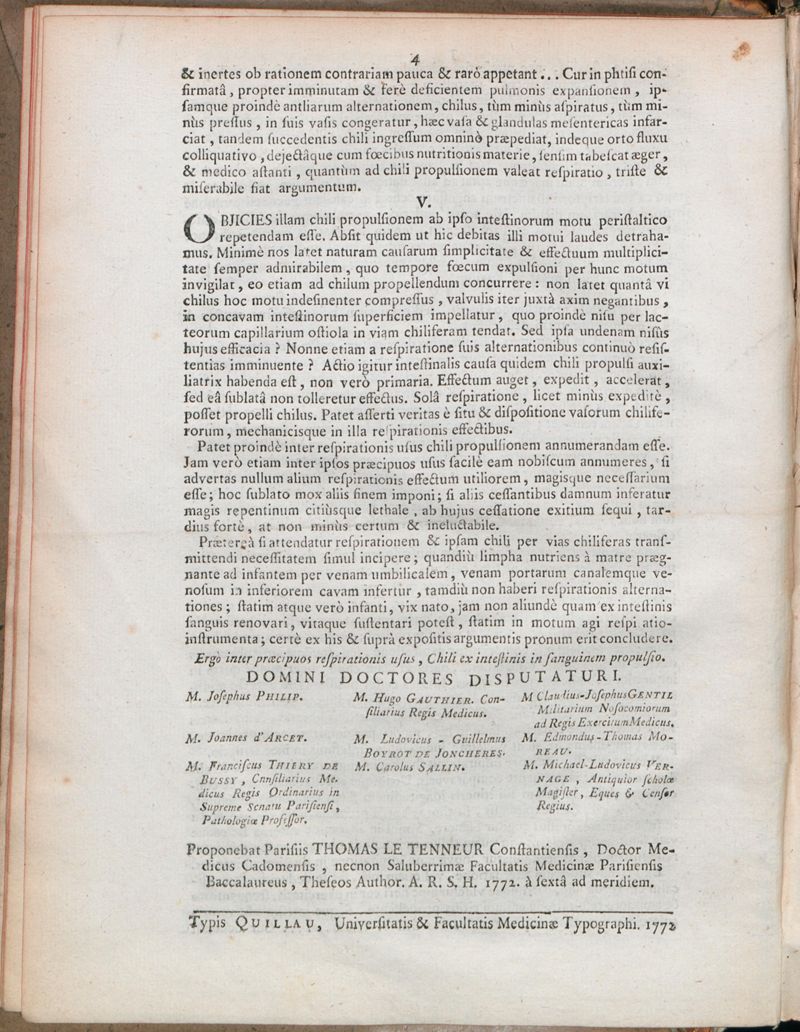 4
& inertes ob rationem contrariam pauca & rarò appetant... Cur in phtisi con-
firmatâ, propter imminutam & ferè deficientem pulmonis expansionem, ip-
samque proindè antliarum alternationem, chilus, tùm minùs aspiratus, tùm mi-
nùs pressus, in suis vasis congeratur, hæc vasa & glandulas mesentericas infar-
ciat, tandem succedentis chili ingressum omninò præpediat, indeque orto fluxu
colliquativo, dejectâque cum fœcibus nutritionis materie, sensim tabescat æger,
& medico astanti, quantùm ad chili propulsionem valeat respiratio, triste &
miserabile fiat argumentum.
V.
OBJICIES illam chili propulsionem ab ipso intestinorum motu peristaltico
repetendam esse. Absit quidem ut hic debitas illi motui laudes detraha-
mus. Minimè nos latet naturam causarum simplicitate & effectuum multiplici-
tate semper admirabilem, quo tempore fœcum expulsioni per hunc motum
invigilat, eo etiam ad chilum propellendum concurrere : non latet quantâ vi
chilus hoc motu indesinenter compressus, valvulis iter juxtà axim negantibus,
in concavam intestinorum superficiem impellatur, quo proindè nisu per lac-
teorum capillarium ostiola in viam chiliferam tendat. Sed ipsa undenam nisùs
hujus efficacia ? Nonne etiam a respiratione suis alternationibus continuò resis-
tentias imminuente ? Actio igitur intestinalis causa quidem chili propulsi auxi-
liatrix habenda est, non verò primaria. Effectum auget, expedit, accelerat,
sed eâ sublatâ non tolleretur effectus. Solâ respiratione, licet minùs expeditè,
posset propelli chilus. Patet asserti veritas è situ & dispositione vasorum chilife-
rorum, mechanicisque in illa respirationis effectibus.
Patet proindè inter respirationis usus chili propulsionem annumerandam esse.
Jam verò etiam inter ipsos præcipuos usus facilè eam nobiscum annumeres, si
advertas nullum alium respirationis effectum utiliorem, magisque necessarium
esse; hoc sublato mox aliis finem imponi; si aliis cessantibus damnum inferatur
magis repentinum citiùsque lethale, ab hujus cessatione exitium sequi, tar-
dius fortè, at non minùs certum & ineluctabile.
Prætereà si attendatur respirationem & ipsam chili per vias chiliferas trans-
mittendi necessitatem simul incipere; quandiù limpha nutriens à matre præg-
nante ad infantem per venam umbilicalem, venam portarum canalemque ve-
nosum in inferiorem cavam infertur, tamdiù non haberi respirationis alterna-
tiones; statim atque verò infanti, vix nato, jam non aliundè quam ex intestinis
sanguis renovari, vitaque sustentari potest, statim in motum agi respi atio-
instrumenta; certè ex his & suprà expositis argumentis pronum erit concludere.
Ergò inter præcipuos respirationis usus, Chili ex intestinis in sanguinem propulsio.
DOMINI DOCTORES DISPUTATURI.
M. Josephus PHILIP.
M. Hugo GAUTHIER. Con-
siliarius Regis Medicus.
M Claudius-Josephus GENTIL
Militarium Nosocomiorum
ad Regis Exercitum Medicus.
M. Joannes d'ARCET.
M. Ludovicus - Guillelmus
BOYROT DE JONCHERES.
M. Edmondus-Thomas MO-
REAU.
M. Franciscus THIERY DE
BUSSY, Cnnsiliarius Me-
dicus Regis Ordinarius in
Supreme Senatu Parisiensi,
Pathologiæ Professor.
M. Carolus SALLIN.
M. Michael-Ludovicus VER-
NAGE, Antiquior scholæ
Magister, Eques & Censor
Regius.
Proponebat Parisiis THOMAS LE TENNEUR Constantiensis, Doctor Me-
dicus Cadomensis, necnon Saluberrimæ Facultatis Medicinæ Parisiensis
Baccalaureus, Theseos Author. A. R. S. H. 1772. à sextâ ad meridiem.
Typis QUILLAU, Universitatis & Facultatis Medicinæ Typographi. 1772